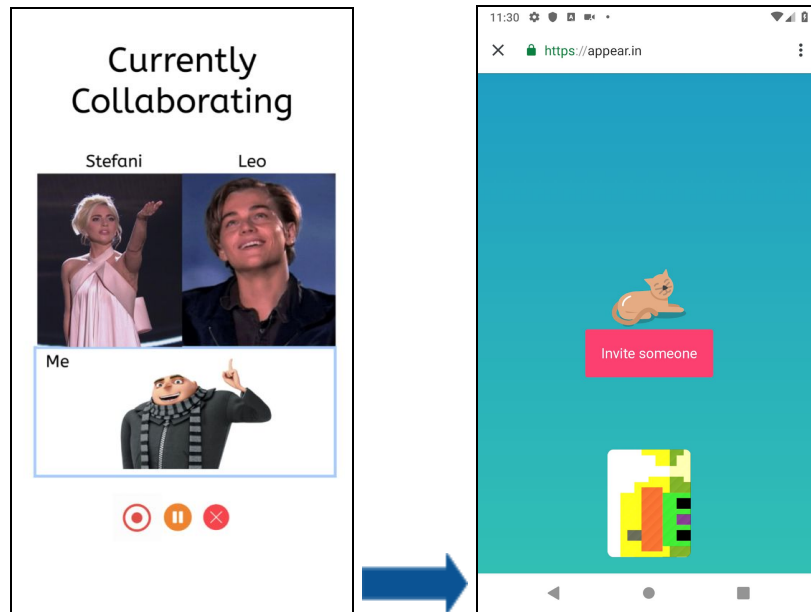 Currently
Collaborating
Stefani Leo
Me
11:30
https://appear.in
Invite someone